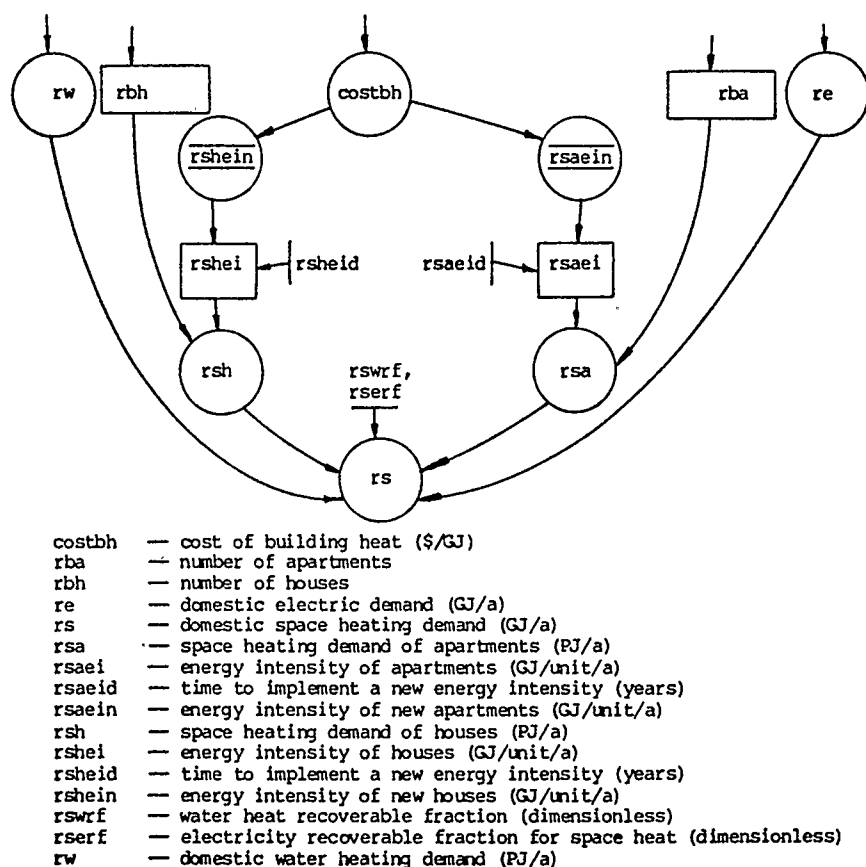 rw
rbh
costbh
rba
re
rshein
rsaein
rshei
rsheid
rsaeid
rsaei
rsh
rswrf,
rserf
rsa
rs
costbh — cost of building heat ($/GJ)
rba — number of apartments
rbh — number of houses
re — domestic electric demand (GJ/a)
rs — domestic space heating demand (GJ/a)
rsa — space heating demand of apartments (PJ/a)
rsaei — energy intensity of apartments (GJ/unit/a)
rsaeid — time to implement a new energy intensity (years)
rsaein — energy intensity of new apartments (GJ/unit/a)
rsh — space heating demand of houses (PJ/a)
rshei — energy intensity of houses (GJ/unit/a)
rsheid — time to implement a new energy intensity (years)
rshein — energy intensity of new houses (GJ/unit/a)
rswrf — water heat recoverable fraction (dimensionless)
rserf — electricity recoverable fraction for space heat (dimensionless)
rw — domestic water heating demand (PJ/a)